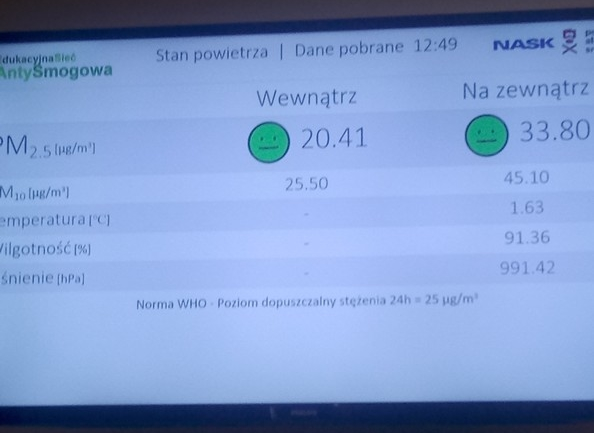 EdukacyjnaSieć
AntySmogowa
Stan powietrza | Dane pobrane 12:49
NASK
Wewnątrz
Na zewnątrz
PM2.5 [µg/m³]
20.41
33.80
M10 [µg/m³]
25.50
45.10
emperatura [°C]
-
1.63
ilgotność [%]
-
91.36
śnienie [hPa]
-
991.42
Norma WHO - Poziom dopuszczalny stężenia 24h = 25 µg/m³